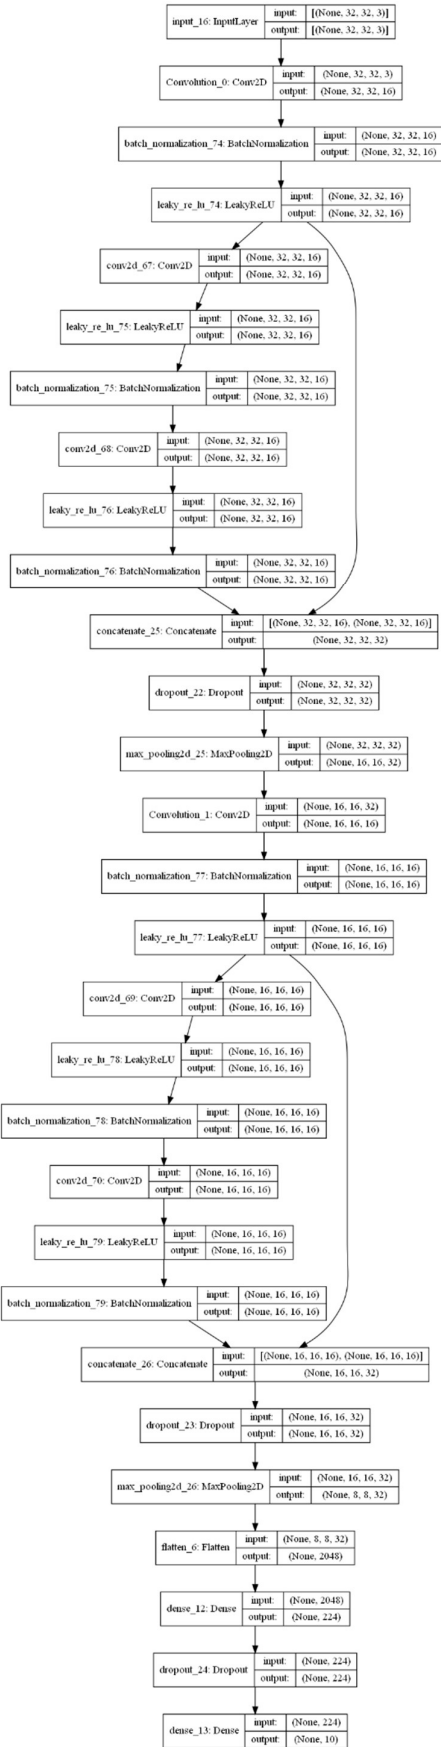 input_16: InputLayer input: [(None, 32, 32, 3)]
output: [(None, 32, 32, 3)]
Convolution_0: Conv2D input: (None, 32, 32, 3)
output: (None, 32, 32, 16)
batch_normalization_74: BatchNormalization input: (None, 32, 32, 16)
output: (None, 32, 32, 16)
leaky_re_lu_74: LeakyReLU input: (None, 32, 32, 16)
output: (None, 32, 32, 16)
conv2d_67: Conv2D input: (None, 32, 32, 16)
output: (None, 32, 32, 16)
leaky_re_lu_75: LeakyReLU input: (None, 32, 32, 16)
output: (None, 32, 32, 16)
batch_normalization_75: BatchNormalization input: (None, 32, 32, 16)
output: (None, 32, 32, 16)
conv2d_68: Conv2D input: (None, 32, 32, 16)
output: (None, 32, 32, 16)
leaky_re_lu_76: LeakyReLU input: (None, 32, 32, 16)
output: (None, 32, 32, 16)
batch_normalization_76: BatchNormalization input: (None, 32, 32, 16)
output: (None, 32, 32, 16)
concatenate_25: Concatenate input: [(None, 32, 32, 16), (None, 32, 32, 16)]
output: (None, 32, 32, 32)
dropout_22: Dropout input: (None, 32, 32, 32)
output: (None, 32, 32, 32)
max_pooling2d_25: MaxPooling2D input: (None, 32, 32, 32)
output: (None, 16, 16, 32)
Convolution_1: Conv2D input: (None, 16, 16, 32)
output: (None, 16, 16, 16)
batch_normalization_77: BatchNormalization input: (None, 16, 16, 16)
output: (None, 16, 16, 16)
leaky_re_lu_77: LeakyReLU input: (None, 16, 16, 16)
output: (None, 16, 16, 16)
conv2d_69: Conv2D input: (None, 16, 16, 16)
output: (None, 16, 16, 16)
leaky_re_lu_78: LeakyReLU input: (None, 16, 16, 16)
output: (None, 16, 16, 16)
batch_normalization_78: BatchNormalization input: (None, 16, 16, 16)
output: (None, 16, 16, 16)
conv2d_70: Conv2D input: (None, 16, 16, 16)
output: (None, 16, 16, 16)
leaky_re_lu_79: LeakyReLU input: (None, 16, 16, 16)
output: (None, 16, 16, 16)
batch_normalization_79: BatchNormalization input: (None, 16, 16, 16)
output: (None, 16, 16, 16)
concatenate_26: Concatenate input: [(None, 16, 16, 16), (None, 16, 16, 16)]
output: (None, 16, 16, 32)
dropout_23: Dropout input: (None, 16, 16, 32)
output: (None, 16, 16, 32)
max_pooling2d_26: MaxPooling2D input: (None, 16, 16, 32)
output: (None, 8, 8, 32)
flatten_6: Flatten input: (None, 8, 8, 32)
output: (None, 2048)
dense_12: Dense input: (None, 2048)
output: (None, 224)
dropout_24: Dropout input: (None, 224)
output: (None, 224)
dense_13: Dense input: (None, 224)
output: (None, 10)